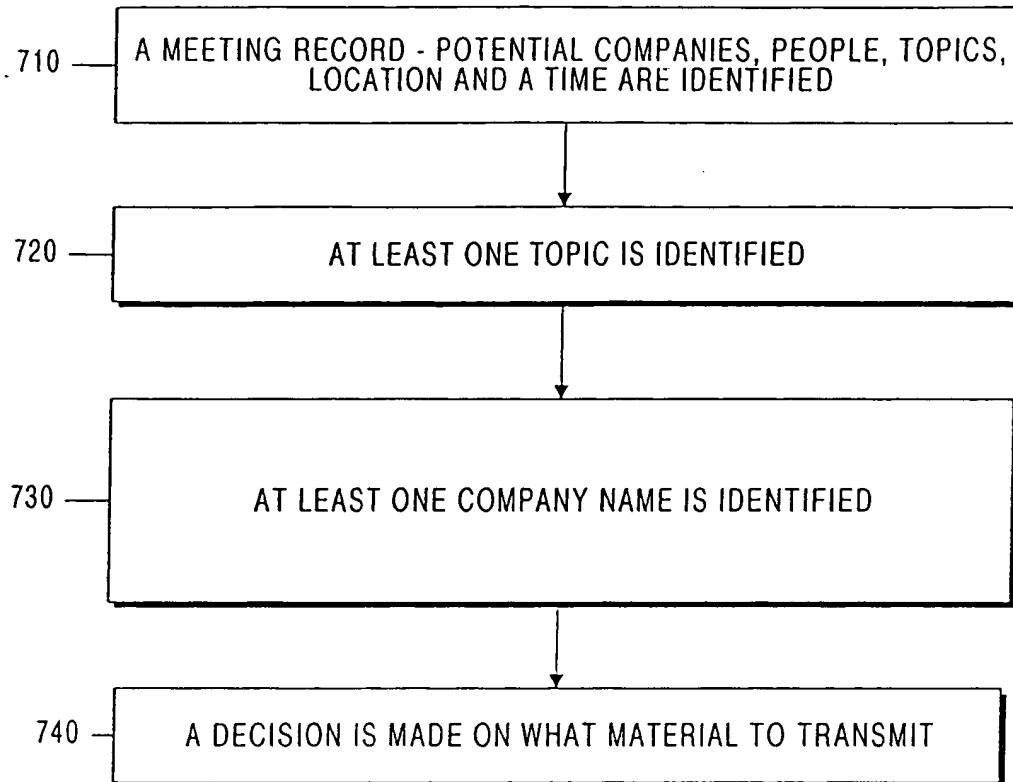 710
A MEETING RECORD - POTENTIAL COMPANIES, PEOPLE, TOPICS,
LOCATION AND A TIME ARE IDENTIFIED
720
AT LEAST ONE TOPIC IS IDENTIFIED
730
AT LEAST ONE COMPANY NAME IS IDENTIFIED
740
A DECISION IS MADE ON WHAT MATERIAL TO TRANSMIT